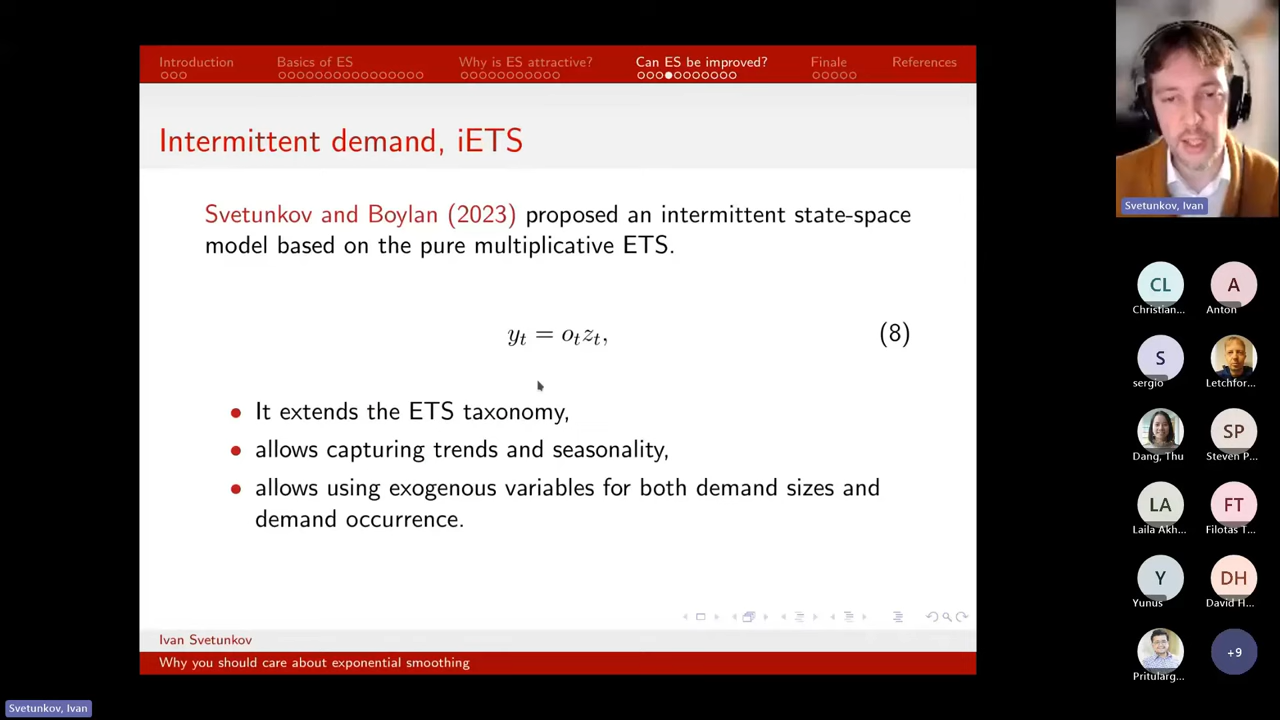 Introduction
Basics of ES
Why is ES attractive?
Can ES be improved?
Finale
References
Intermittent demand, iETS
Svetunkov and Boylan (2023) proposed an intermittent state-space
model based on the pure multiplicative ETS.
yₜ = oₜzₜ, (8)
• It extends the ETS taxonomy,
• allows capturing trends and seasonality,
• allows using exogenous variables for both demand sizes and
demand occurrence.
Ivan Svetunkov
Why you should care about exponential smoothing
Svetunkov, Ivan
CL
Christian...
A
Anton
S
sergio
Letchfor...
Dang, Thu
SP
Steven P...
LA
Laila Akh...
FT
Filotas T...
Y
Yunus
DH
David H...
Pritularg...
+9
Svetunkov, Ivan